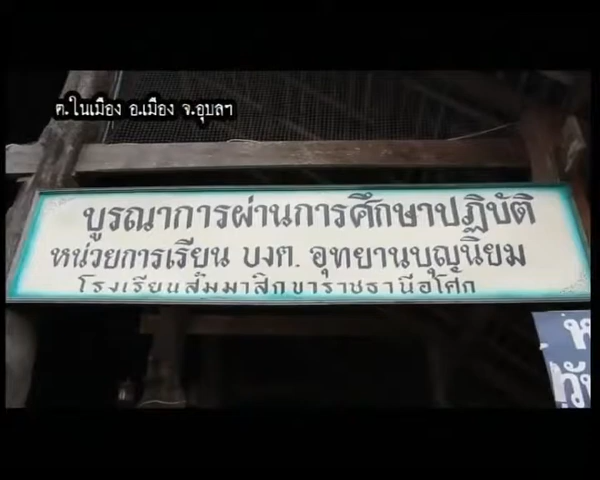 ต.ในเมือง อ.เมือง จ.อุบลฯ
บูรณาการผ่านการศึกษาปฏิบัติ
หน่วยการเรียน บงต. อุทยานบุญนิยม
โรงเรียนสัมมาสิกขาราชธานีอโศก